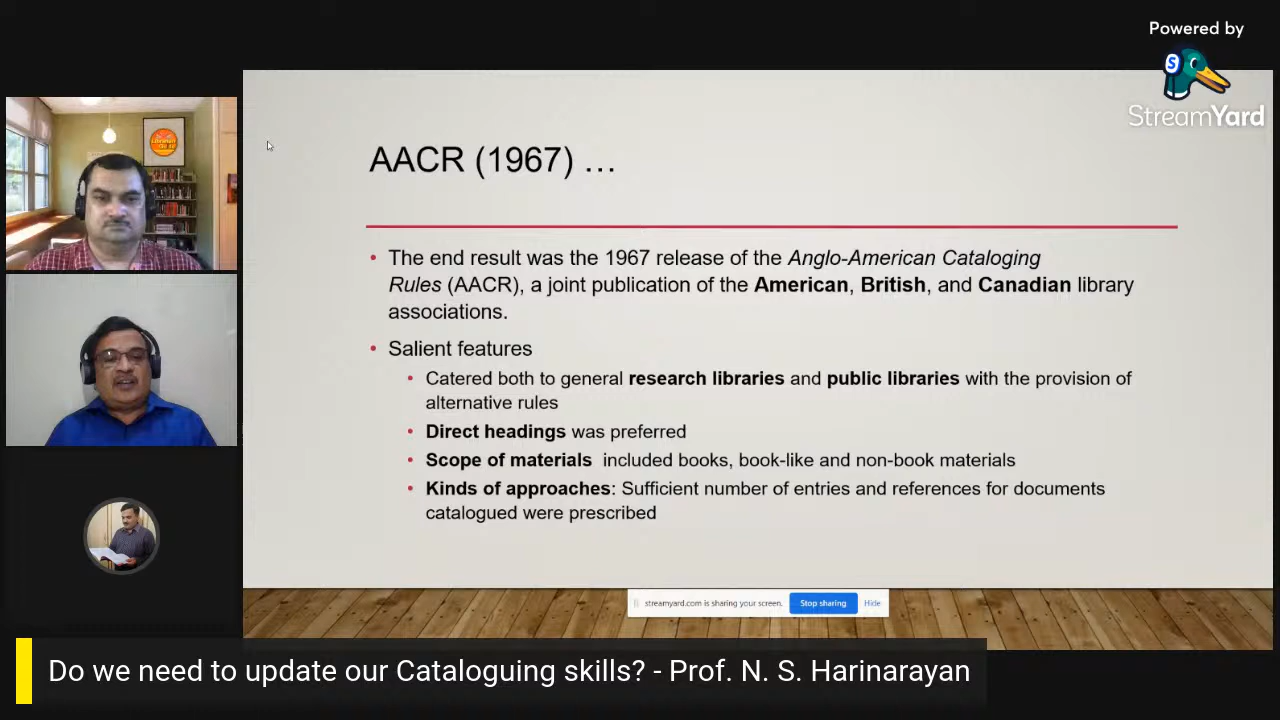 Powered by
S
StreamYard
AACR (1967) …
• The end result was the 1967 release of the Anglo-American Cataloging
Rules (AACR), a joint publication of the American, British, and Canadian library
associations.
• Salient features
• Catered both to general research libraries and public libraries with the provision of
alternative rules
• Direct headings was preferred
• Scope of materials included books, book-like and non-book materials
• Kinds of approaches: Sufficient number of entries and references for documents
catalogued were prescribed
streamyard.com is sharing your screen. Stop sharing Hide
Do we need to update our Cataloguing skills? - Prof. N. S. Harinarayan